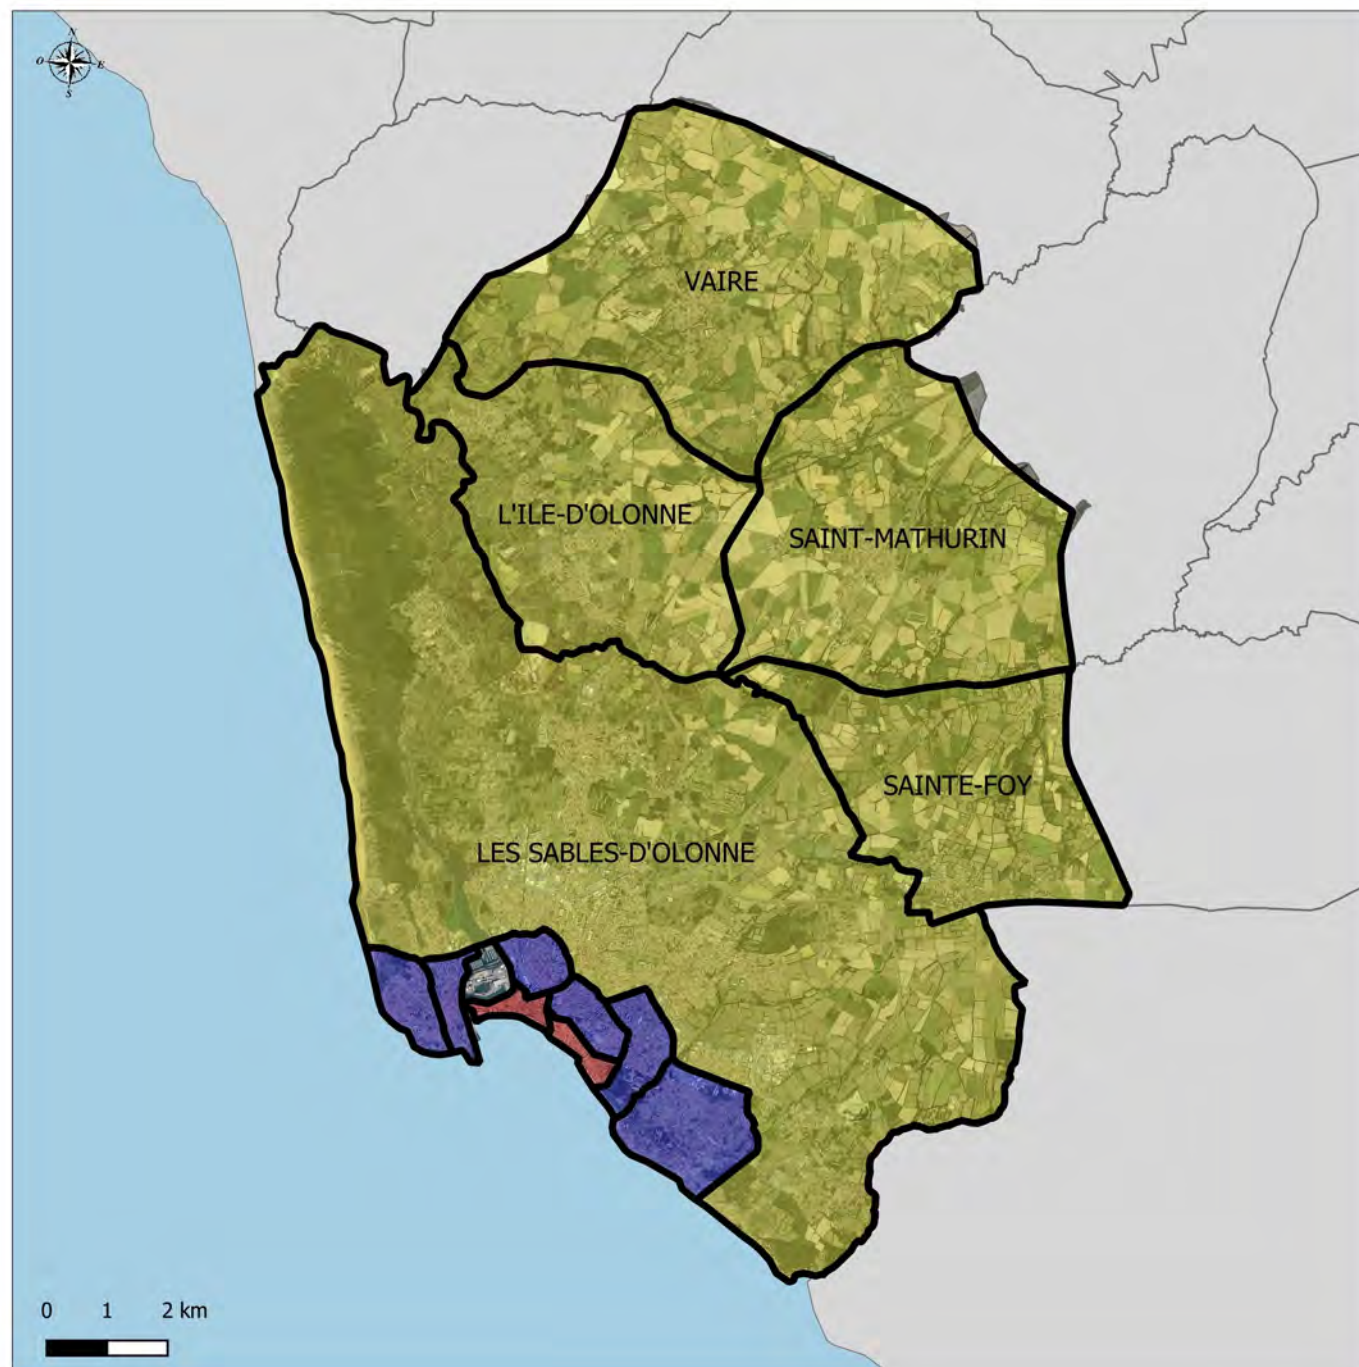 N
O E
S
VAIRE
L'ILE-D'OLONNE
SAINT-MATHURIN
SAINTE-FOY
LES SABLES-D'OLONNE
0 1 2 km